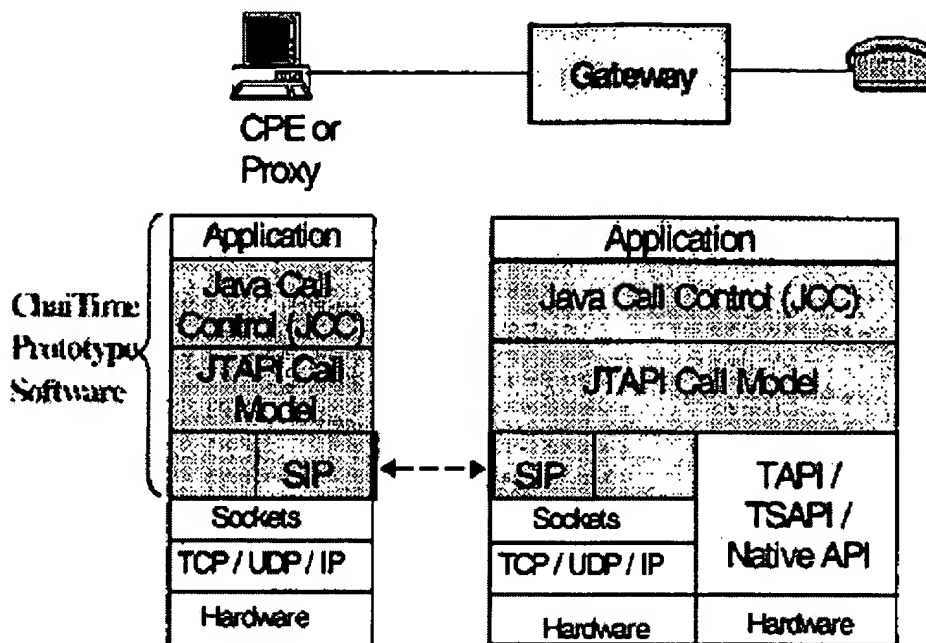 Gateway
CPE or
Proxy
ChaiTime
Prototype
Software
Application
Java Call
Control (JCC)
JTAPI Call
Model
SIP
Sockets
TCP / UDP / IP
Hardware
Application
Java Call Control (JCC)
JTAPI Call Model
SIP
Sockets
TCP / UDP / IP
Hardware
TAPI /
TSAPI /
Native API
Hardware